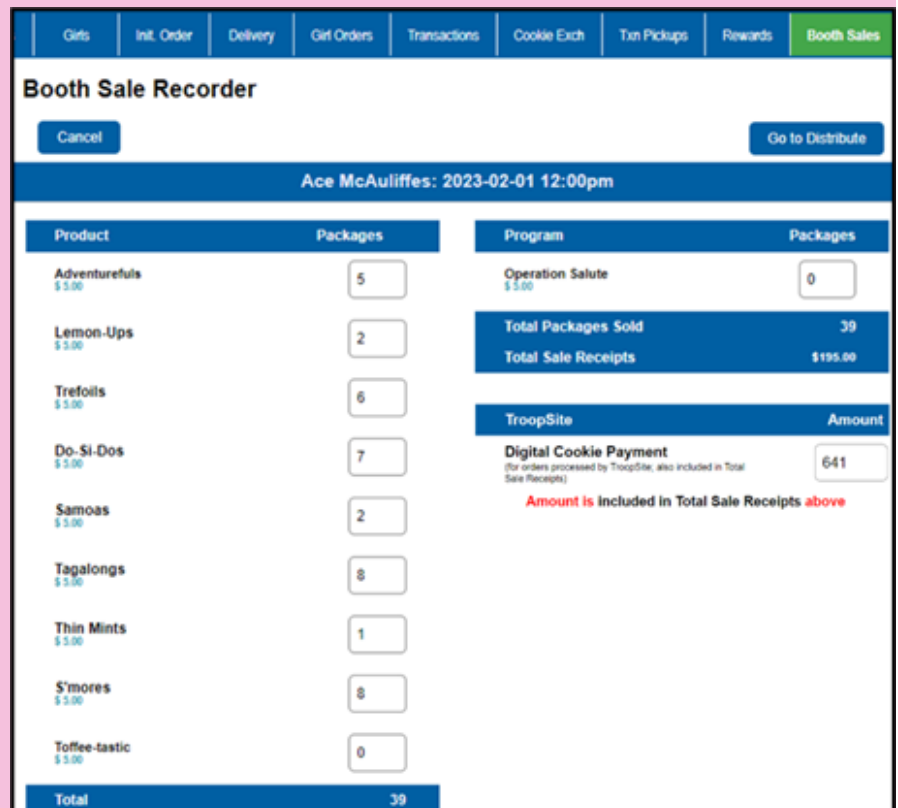 Girls Init. Order Delivery Girl Orders Transactions Cookie Exch Txn Pickups Rewards Booth Sales
Booth Sale Recorder
Cancel Go to Distribute
Ace McAuliffes: 2023-02-01 12:00pm
Product Packages
Adventurefuls 5
$ 5.00
Lemon-Ups 2
$ 5.00
Trefoils 6
$ 5.00
Do-Si-Dos 7
$ 5.00
Samoas 2
$ 5.00
Tagalongs 8
$ 5.00
Thin Mints 1
$ 5.00
S'mores 8
$ 5.00
Toffee-tastic 0
$ 5.00
Total 39
Program Packages
Operation Salute 0
$ 5.00
Total Packages Sold 39
Total Sale Receipts $195.00
TroopSite Amount
Digital Cookie Payment 641
(for orders processed by TroopSite; also included in Total
Sale Receipts)
Amount is included in Total Sale Receipts above